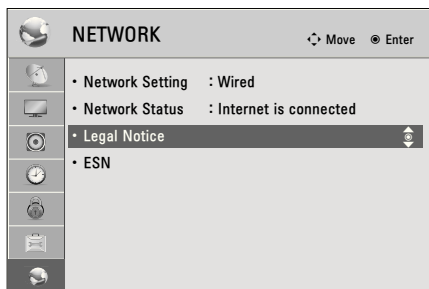 NETWORK
Move Enter
• Network Setting : Wired
• Network Status : Internet is connected
• Legal Notice
• ESN